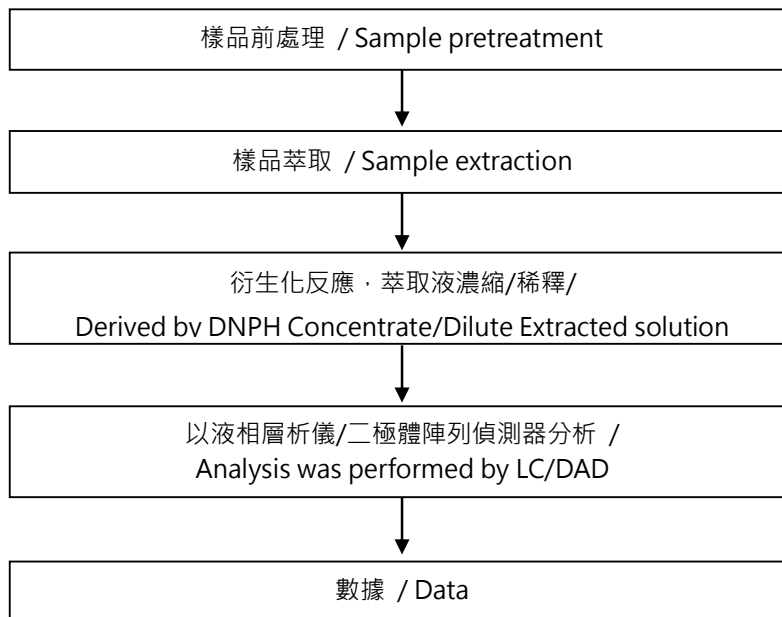 樣品前處理 / Sample pretreatment
樣品萃取 / Sample extraction
衍生化反應，萃取液濃縮/稀釋/
Derived by DNPH Concentrate/Dilute Extracted solution
以液相層析儀/二極體陣列偵測器分析 /
Analysis was performed by LC/DAD
數據 / Data